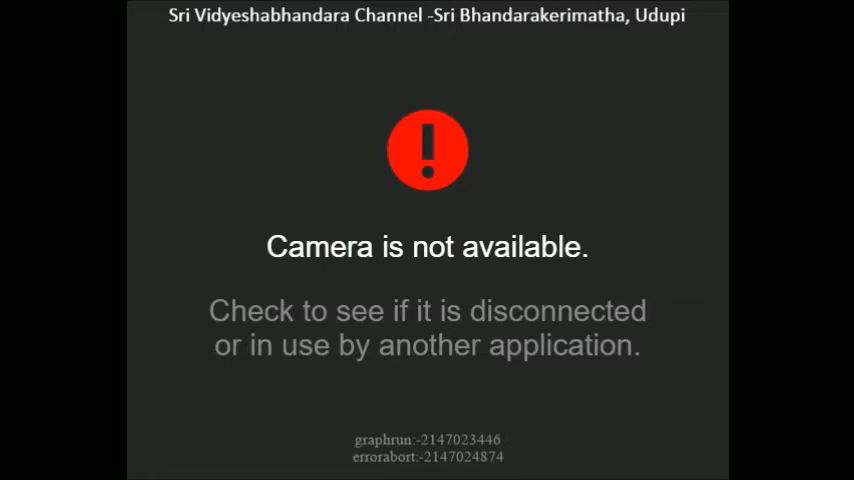 Sri Vidyeshabhandara Channel -Sri Bhandarakerimatha, Udupi
Camera is not available.
Check to see if it is disconnected
or in use by another application.
graphrun:-2147023446
errorabort:-2147024874